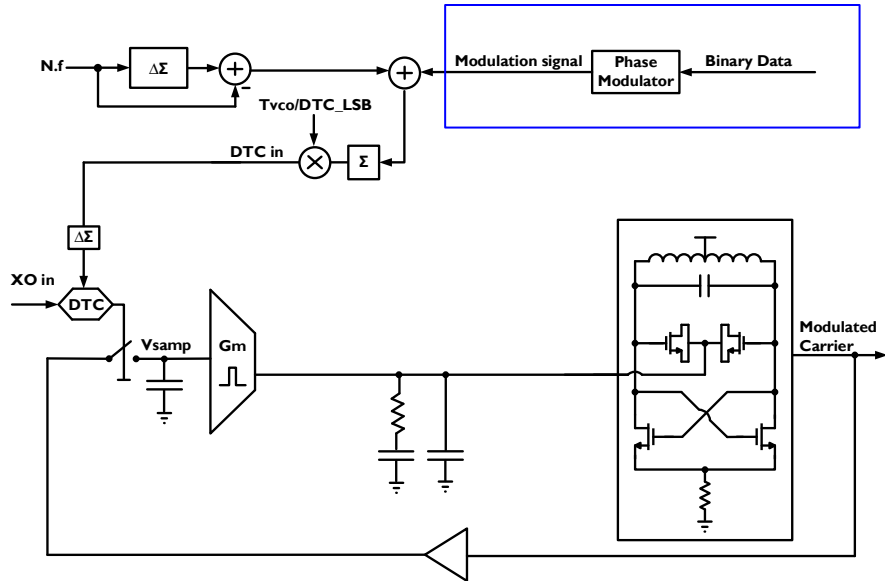 N.f
ΔΣ
+
-
+
Modulation signal
Phase
Modulator
Binary Data
Tvco/DTC_LSB
DTC in
×
Σ
ΔΣ
XO in
DTC
Vsamp
Gm
Modulated
Carrier